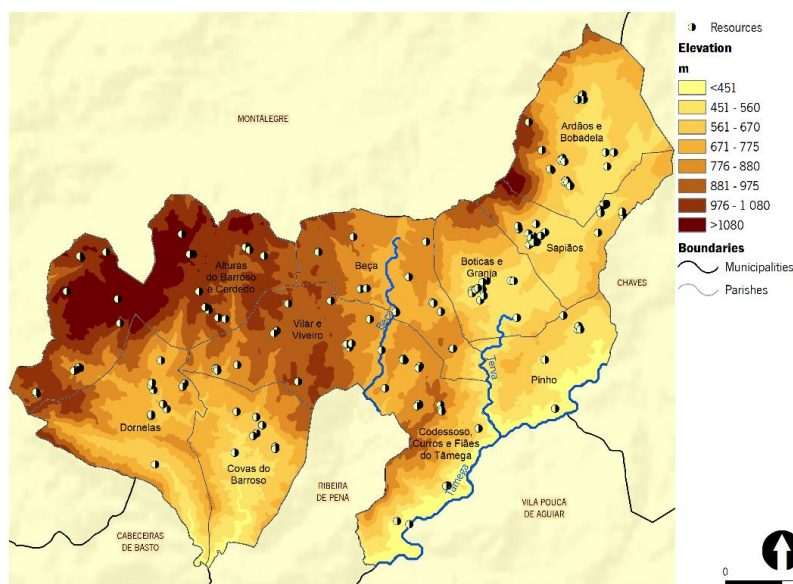 Resources
Elevation
m
<451
451 - 560
561 - 670
671 - 775
776 - 880
881 - 975
976 - 1 080
>1080
Boundaries
Municipalities
Parishes
MONTALEGRE
Ardãos e
Bobadela
Sapiãos
Boticas e
Granja
Beça
Alturas
do Barroso e
Cerdedo
Vilar e
Viveiro
Beça
CHAVES
Terva
Pinho
Dornelas
Covas do
Barroso
Codessoso,
Curros e Fiães
do Tâmega
Tâmega
RIBEIRA
DE PENA
VILA POUCA
DE AGUIAR
CABECEIRAS
DE BASTO
0